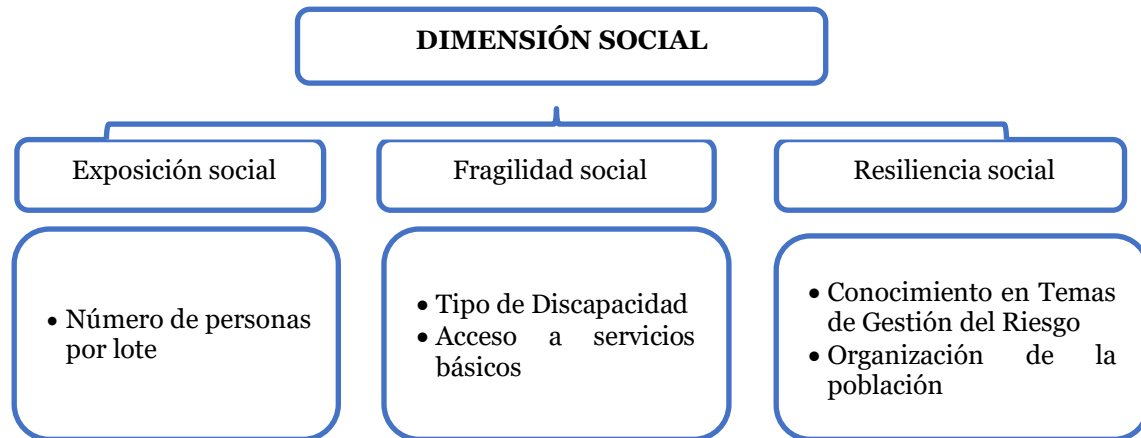 DIMENSIÓN SOCIAL
Exposición social
Fragilidad social
Resiliencia social
• Número de personas
por lote
• Tipo de Discapacidad
• Acceso a servicios
básicos
• Conocimiento en Temas
de Gestión del Riesgo
• Organización de la
población